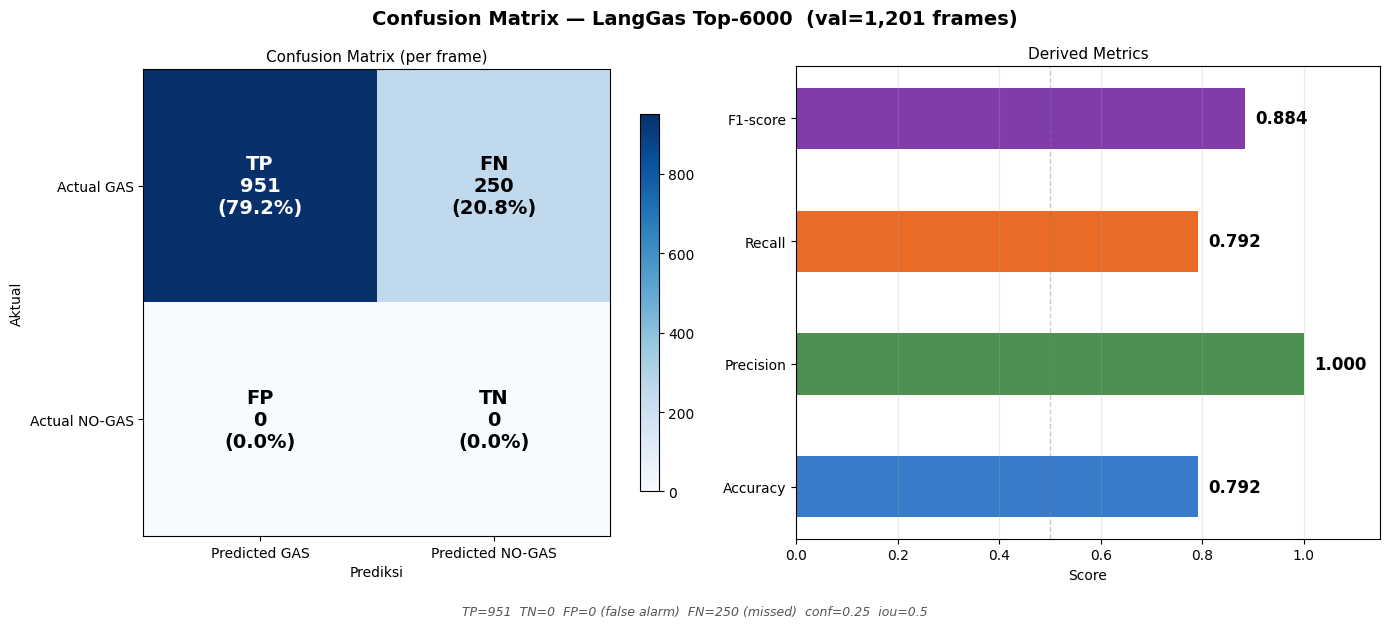 Confusion Matrix — LangGas Top-6000  (val=1,201 frames)
Confusion Matrix (per frame)
Aktual
Actual GAS
Actual NO-GAS
TP
951
(79.2%)
FN
250
(20.8%)
FP
0
(0.0%)
TN
0
(0.0%)
Predicted GAS
Predicted NO-GAS
Prediksi
800
600
400
200
0
Derived Metrics
F1-score
0.884
Recall
0.792
Precision
1.000
Accuracy
0.792
0.0
0.2
0.4
0.6
0.8
1.0
Score
TP=951  TN=0  FP=0 (false alarm)  FN=250 (missed)  conf=0.25  iou=0.5